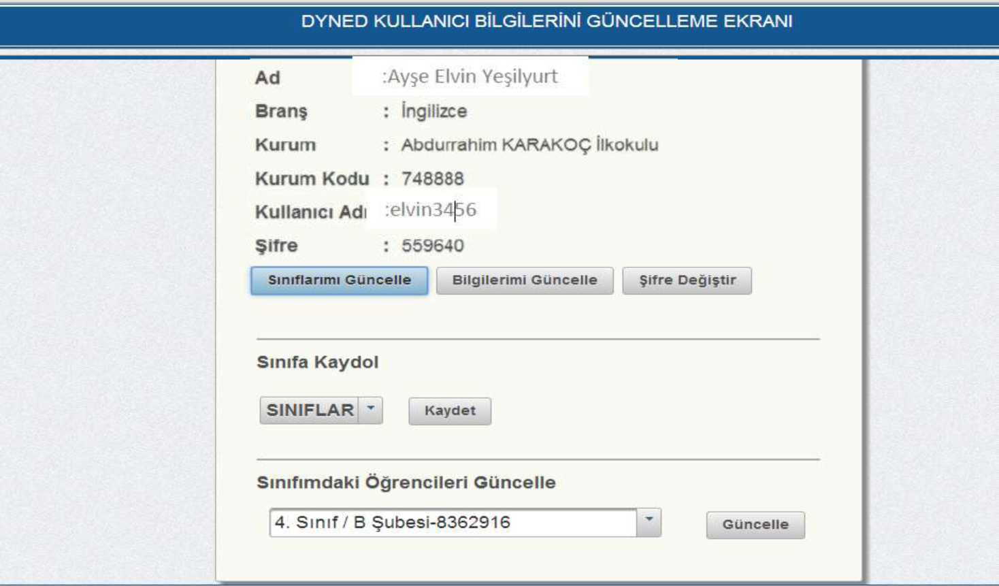 DYNED KULLANICI BİLGİLERİNİ GÜNCELLEME EKRANI
Ad :Ayşe Elvin Yeşilyurt
Branş : İngilizce
Kurum : Abdurrahim KARAKOÇ İlkokulu
Kurum Kodu : 748888
Kullanıcı Adı :elvin3456
Şifre : 559640
Sınıflarımı Güncelle Bilgilerimi Güncelle Şifre Değiştir
Sınıfa Kaydol
SINIFLAR Kaydet
Sınıfımdaki Öğrencileri Güncelle
4. Sınıf / B Şubesi-8362916 Güncelle